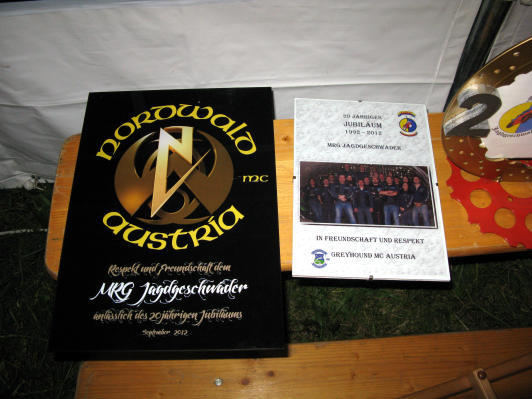 NORDWALD
MC
AUSTRIA
Respekt und Freundschaft dem
MRG Jagdgeschwader
anlässlich des 20jährigen Jubiläums
September 2012
20 JÄHRIGES
JUBILÄUM
1992 - 2012
MRG JAGDGESCHWADER
IN FREUNDSCHAFT UND RESPEKT
GREYHOUND MC AUSTRIA
2